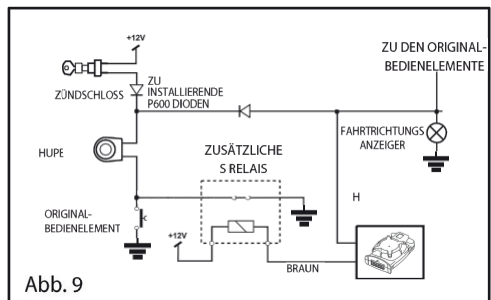 +12V
ZU DEN ORIGINAL-
BEDIENELEMENTE
ZÜNDSCHLOSS
ZU
INSTALLIERENDE
P600 DIODEN
FAHRTRICHTUNGS
ANZEIGER
HUPE
ZUSÄTZLICHE
S RELAIS
H
ORIGINAL-
BEDIENELEMENT
+12V
BRAUN
Abb. 9